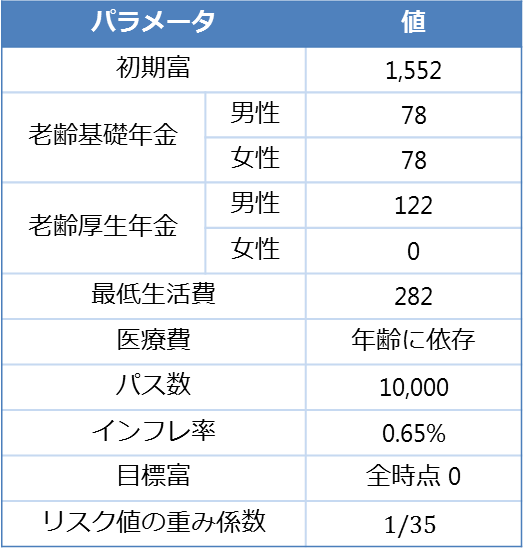 パラメータ 値
初期富 1,552
老齢基礎年金 男性 78
女性 78
老齢厚生年金 男性 122
女性 0
最低生活費 282
医療費 年齢に依存
パス数 10,000
インフレ率 0.65%
目標富 全時点 0
リスク値の重み係数 1/35